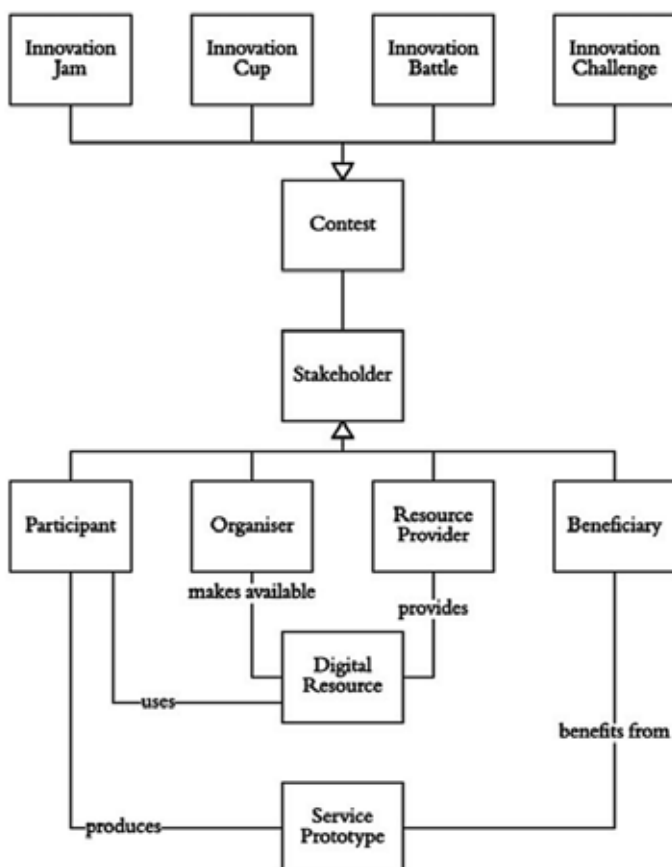 Innovation
Jam
Innovation
Cup
Innovation
Battle
Innovation
Challenge
Contest
Stakeholder
Participant
Organiser
Resource
Provider
Beneficiary
makes available
provides
Digital
Resource
uses
benefits from
Service
Prototype
produces